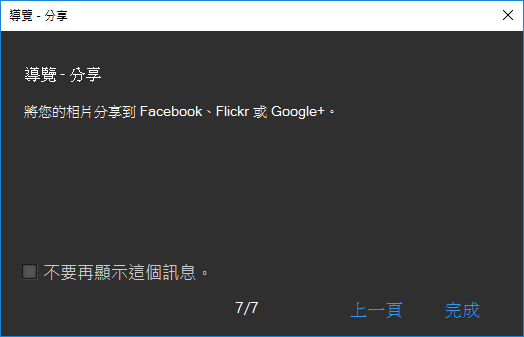 導覽 - 分享
導覽 - 分享
將您的相片分享到 Facebook、Flickr 或 Google+。
不要再顯示這個訊息。
7/7 上一頁 完成